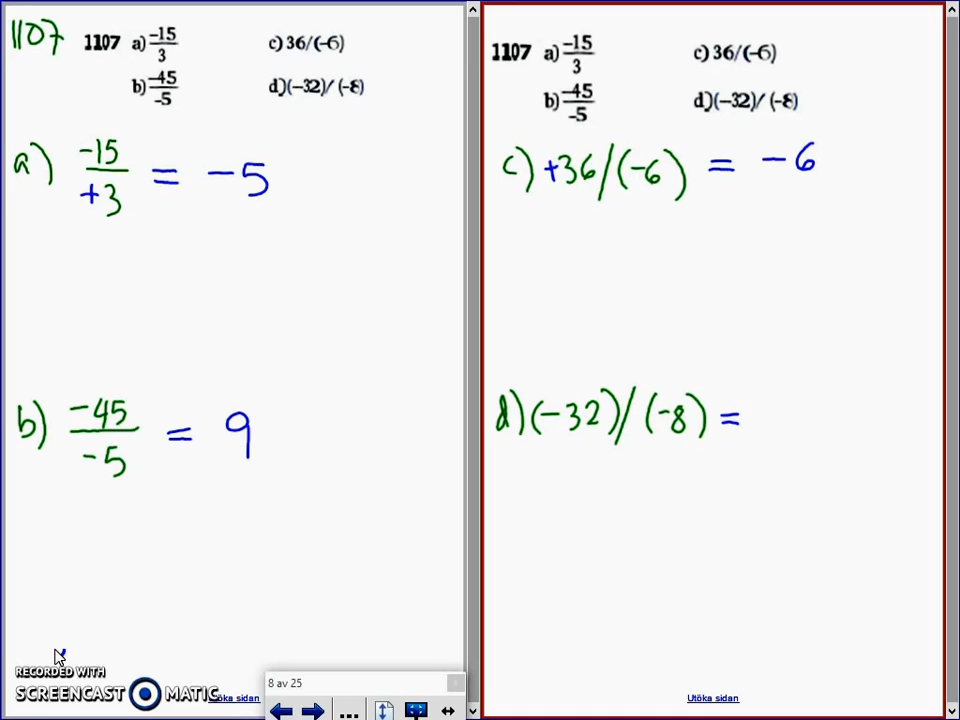 1107
1107 a) -15/3 c) 36/(-6)
b) -45/-5 d) (-32)/(-8)
a) -15/+3 = -5
b) -45/-5 = 9
RECORDED WITH
SCREENCAST MATIC
Utöka sidan
8 av 25
1107 a) -15/3 c) 36/(-6)
b) -45/-5 d) (-32)/(-8)
c) +36/(-6) = -6
d) (-32)/(-8) =
Utöka sidan